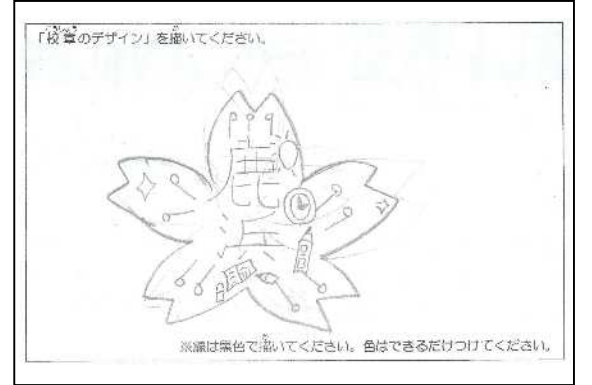 「校章のデザイン」を描いてください。
鹿
※線は黒色で描いてください。色はできるだけつけてください。